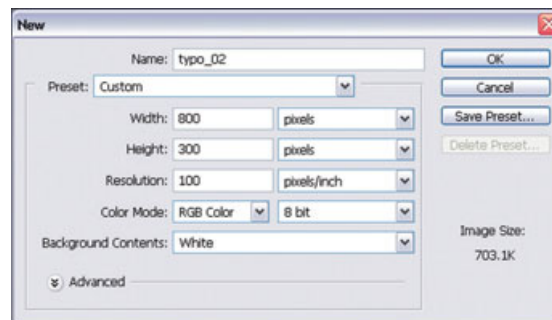 New
Name: typo_02
OK
Preset: Custom
Cancel
Width: 800 pixels
Save Preset...
Height: 300 pixels
Delete Preset...
Resolution: 100 pixels/inch
Color Mode: RGB Color 8 bit
Image Size:
Background Contents: White
703.1K
Advanced